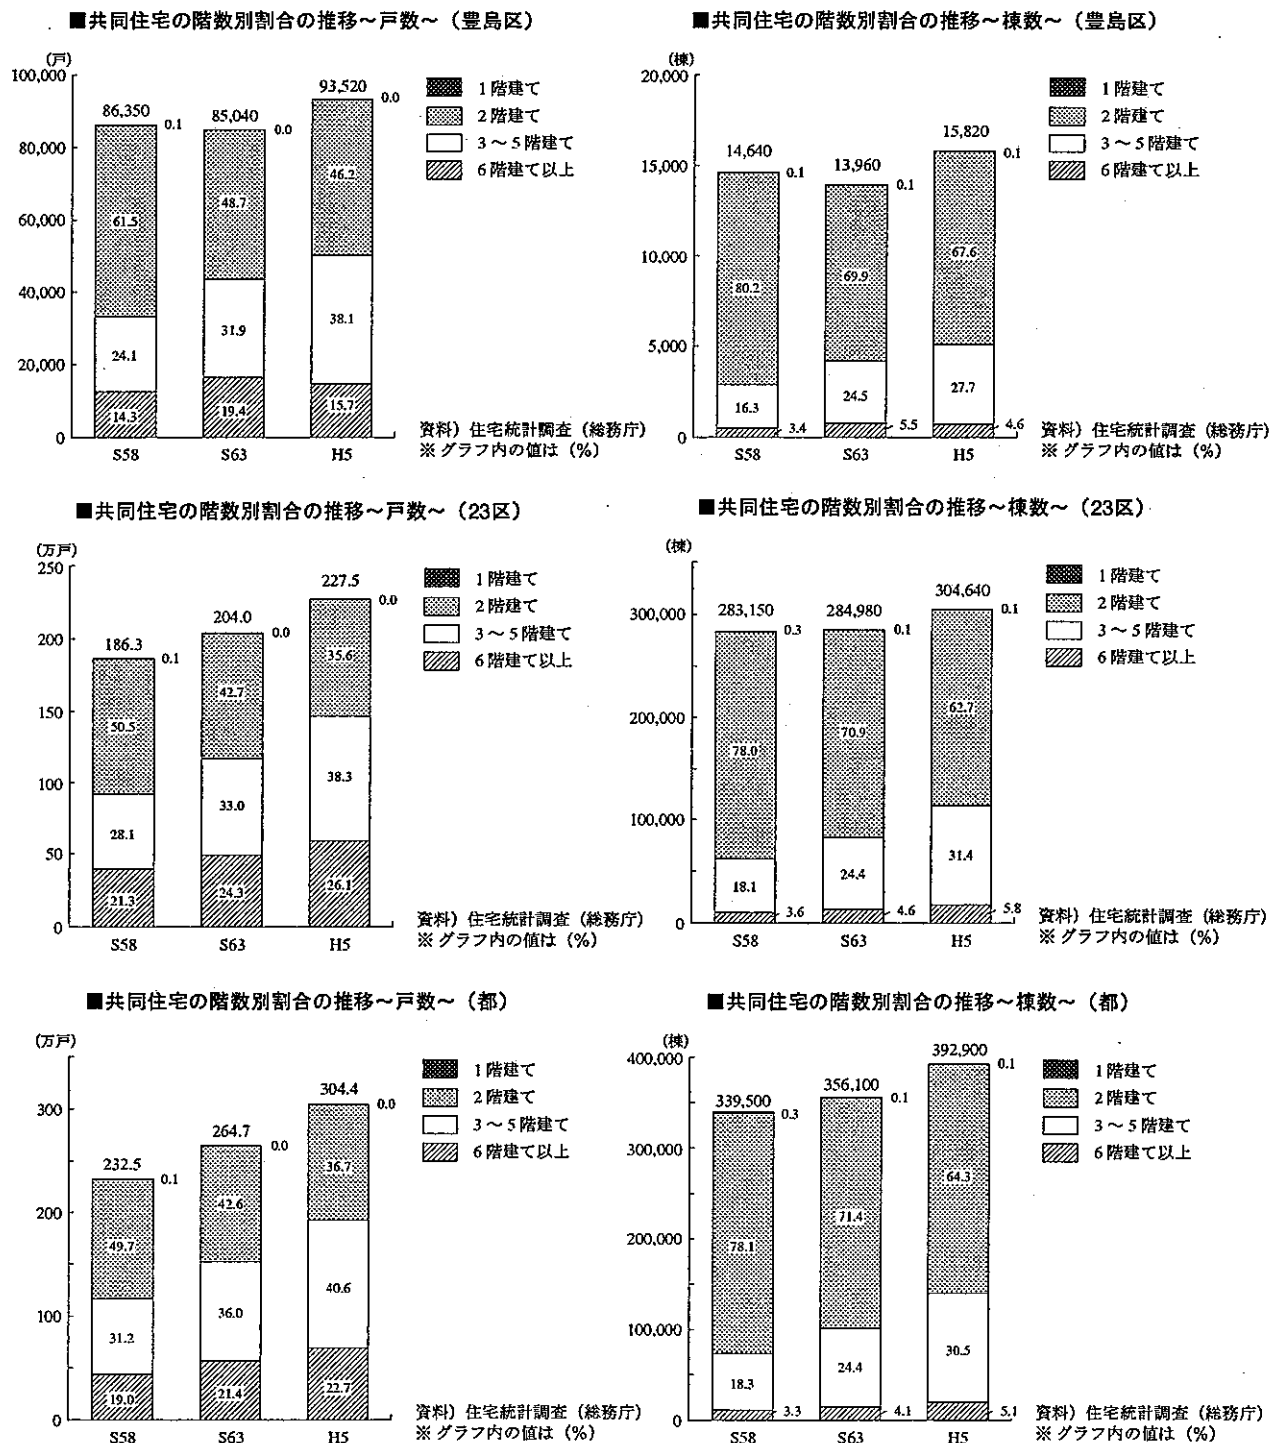 ■共同住宅の階数別割合の推移～戸数～（豊島区）
(戸)
100,000
80,000
60,000
40,000
20,000
0
86,350
0.1
61.5
24.1
14.3
S58
85,040
0.0
48.7
31.9
19.4
S63
93,520
0.0
46.2
38.1
15.7
H5
1階建て
2階建て
3～5階建て
6階建て以上
資料）住宅統計調査（総務庁）
※グラフ内の値は（%）
■共同住宅の階数別割合の推移～棟数～（豊島区）
(棟)
20,000
15,000
10,000
5,000
0
14,640
0.1
80.2
16.3
3.4
S58
13,960
0.1
69.9
24.5
5.5
S63
15,820
0.1
67.6
27.7
4.6
H5
1階建て
2階建て
3～5階建て
6階建て以上
資料）住宅統計調査（総務庁）
※グラフ内の値は（%）
■共同住宅の階数別割合の推移～戸数～（23区）
(万戸)
250
200
150
100
50
0
186.3
0.1
50.5
28.1
21.3
S58
204.0
0.0
42.7
33.0
24.3
S63
227.5
0.0
35.6
38.3
26.1
H5
1階建て
2階建て
3～5階建て
6階建て以上
資料）住宅統計調査（総務庁）
※グラフ内の値は（%）
■共同住宅の階数別割合の推移～棟数～（23区）
(棟)
300,000
200,000
100,000
0
283,150
0.3
78.0
18.1
3.6
S58
284,980
0.1
70.9
24.4
4.6
S63
304,640
0.1
62.7
31.4
5.8
H5
1階建て
2階建て
3～5階建て
6階建て以上
資料）住宅統計調査（総務庁）
※グラフ内の値は（%）
■共同住宅の階数別割合の推移～戸数～（都）
(万戸)
300
200
100
0
232.5
0.1
49.7
31.2
19.0
S58
264.7
0.0
42.6
36.0
21.4
S63
304.4
0.0
36.7
40.6
22.7
H5
1階建て
2階建て
3～5階建て
6階建て以上
資料）住宅統計調査（総務庁）
※グラフ内の値は（%）
■共同住宅の階数別割合の推移～棟数～（都）
(棟)
400,000
300,000
200,000
100,000
0
339,500
0.3
78.1
18.3
3.3
S58
356,100
0.1
71.4
24.4
4.1
S63
392,900
0.1
64.3
30.5
5.1
H5
1階建て
2階建て
3～5階建て
6階建て以上
資料）住宅統計調査（総務庁）
※グラフ内の値は（%）